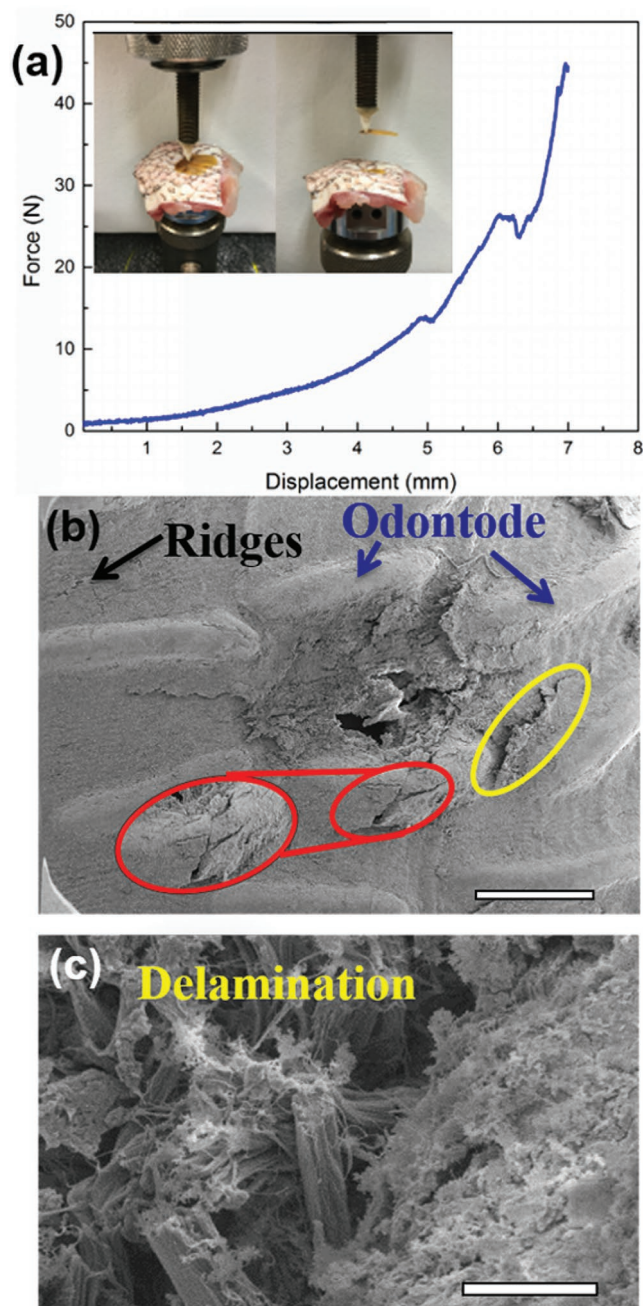 (a)
50
40
30
20
10
0
Force (N)
1
2
3
4
5
6
7
8
Displacement (mm)
(b)
Ridges
Odontode
(c)
Delamination